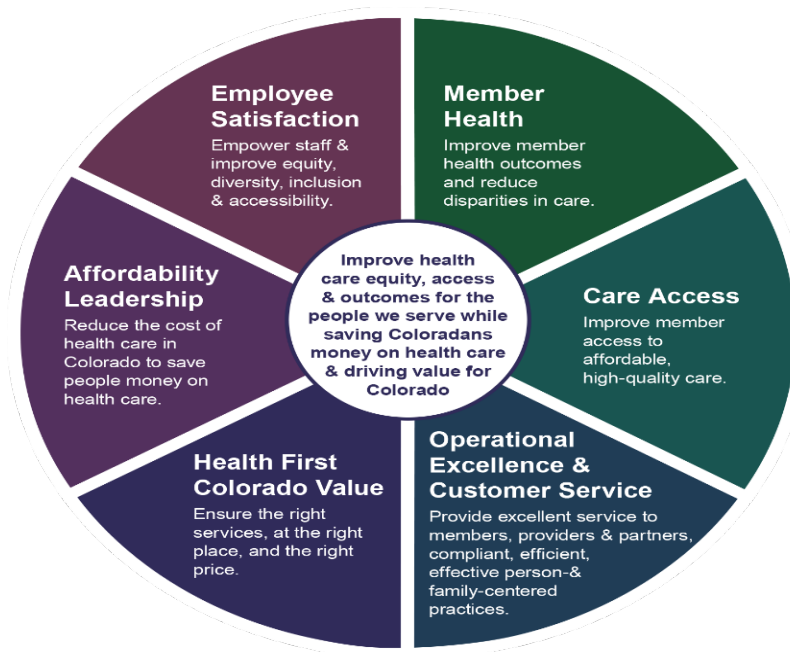 Employee
Satisfaction
Empower staff &
improve equity,
diversity, inclusion
& accessibility.
Member
Health
Improve member
health outcomes
and reduce
disparities in care.
Affordability
Leadership
Reduce the cost of
health care in
Colorado to save
people money on
health care.
Improve health
care equity, access
& outcomes for the
people we serve while
saving Coloradans
money on health care
& driving value for
Colorado
Care Access
Improve member
access to
affordable,
high-quality care.
Health First
Colorado Value
Ensure the right
services, at the right
place, and the right
price.
Operational
Excellence &
Customer Service
Provide excellent service to
members, providers & partners,
compliant, efficient,
effective person-&
family-centered
practices.